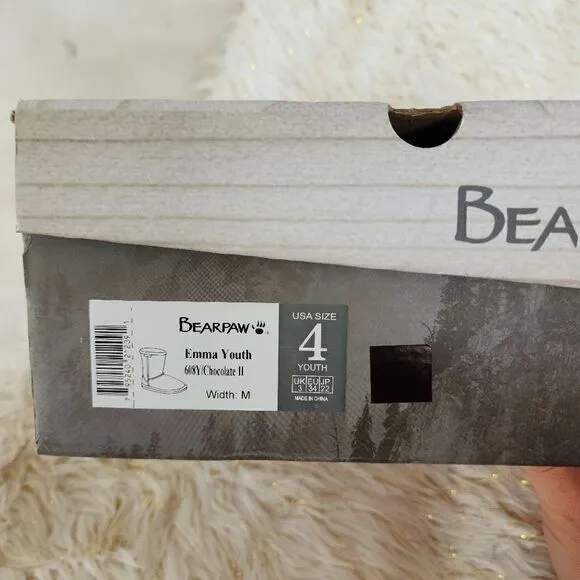 BEA
BEARPAW
Emma Youth
608Y/Chocolate II
Width: M
USA SIZE
4
YOUTH
UK EU JP
3 34 22
MADE IN CHINA